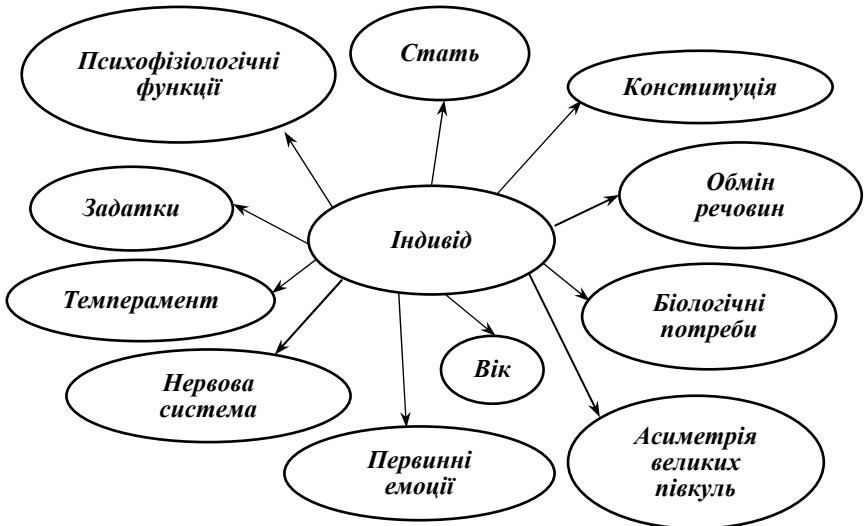 Психофізіологічні
функції
Стать
Конституція
Задатки
Індивід
Обмін
речовин
Темперамент
Біологічні
потреби
Нервова
система
Вік
Первинні
емоції
Асиметрія
великих
півкуль